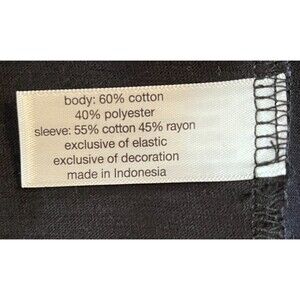 body: 60% cotton
40% polyester
sleeve: 55% cotton 45% rayon
exclusive of elastic
exclusive of decoration
made in Indonesia